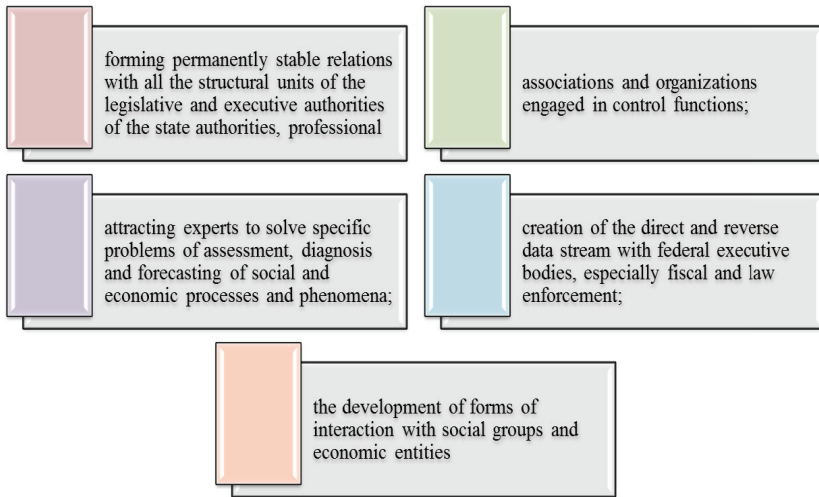 forming permanently stable relations
with all the structural units of the
legislative and executive authorities
of the state authorities, professional
associations and organizations
engaged in control functions;
attracting experts to solve specific
problems of assessment, diagnosis
and forecasting of social and
economic processes and phenomena;
creation of the direct and reverse
data stream with federal executive
bodies, especially fiscal and law
enforcement;
the development of forms of
interaction with social groups and
economic entities